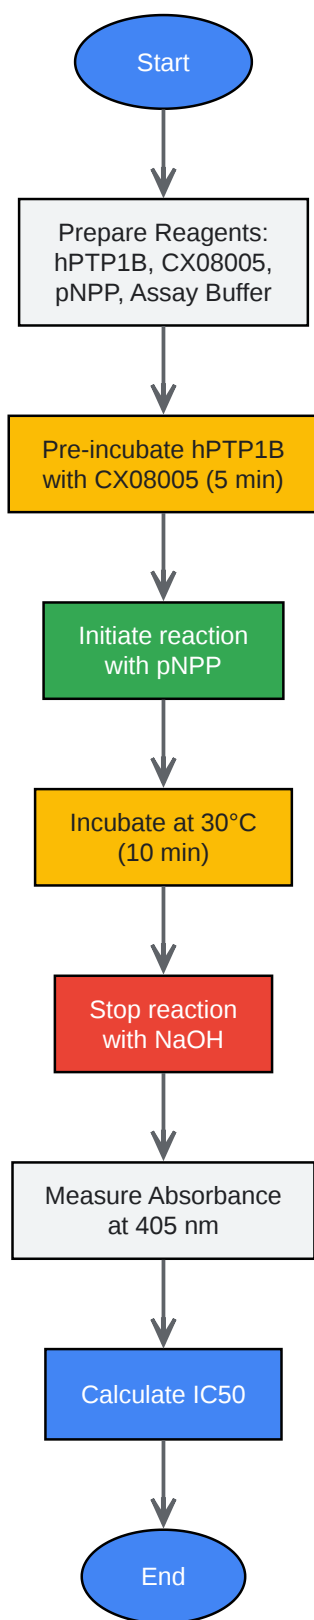 Start
Prepare Reagents:
hPTP1B, CX08005,
pNPP, Assay Buffer
Pre-incubate hPTP1B
with CX08005 (5 min)
Initiate reaction
with pNPP
Incubate at 30°C
(10 min)
Stop reaction
with NaOH
Measure Absorbance
at 405 nm
Calculate IC50
End